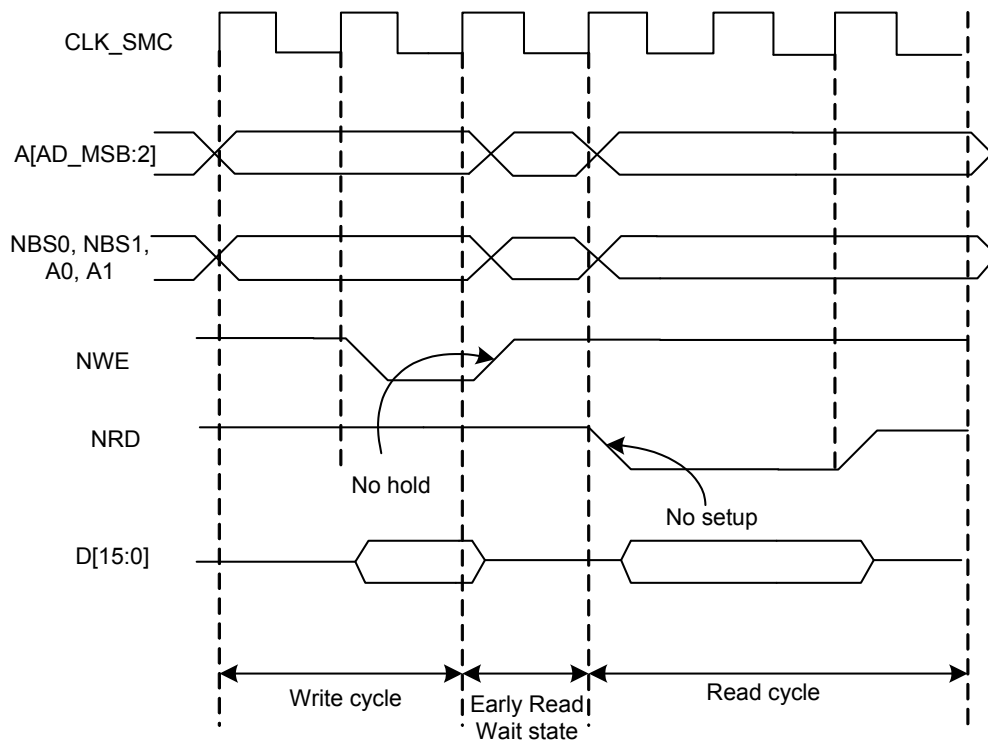 CLK_SMC
A[AD_MSB:2]
NBS0, NBS1,
A0, A1
NWE
NRD
No hold
No setup
D[15:0]
Write cycle
Early Read
Wait state
Read cycle